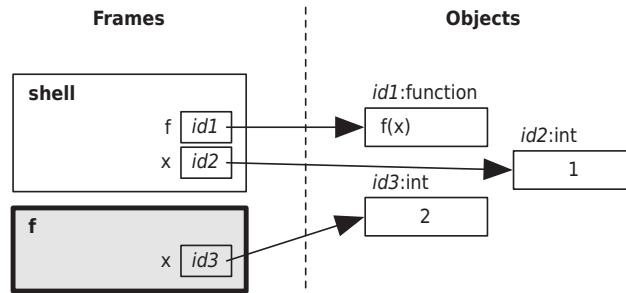 Frames
Objects
shell
f id1
x id2
id1:function
f(x)
id2:int
1
id3:int
2
f
x id3